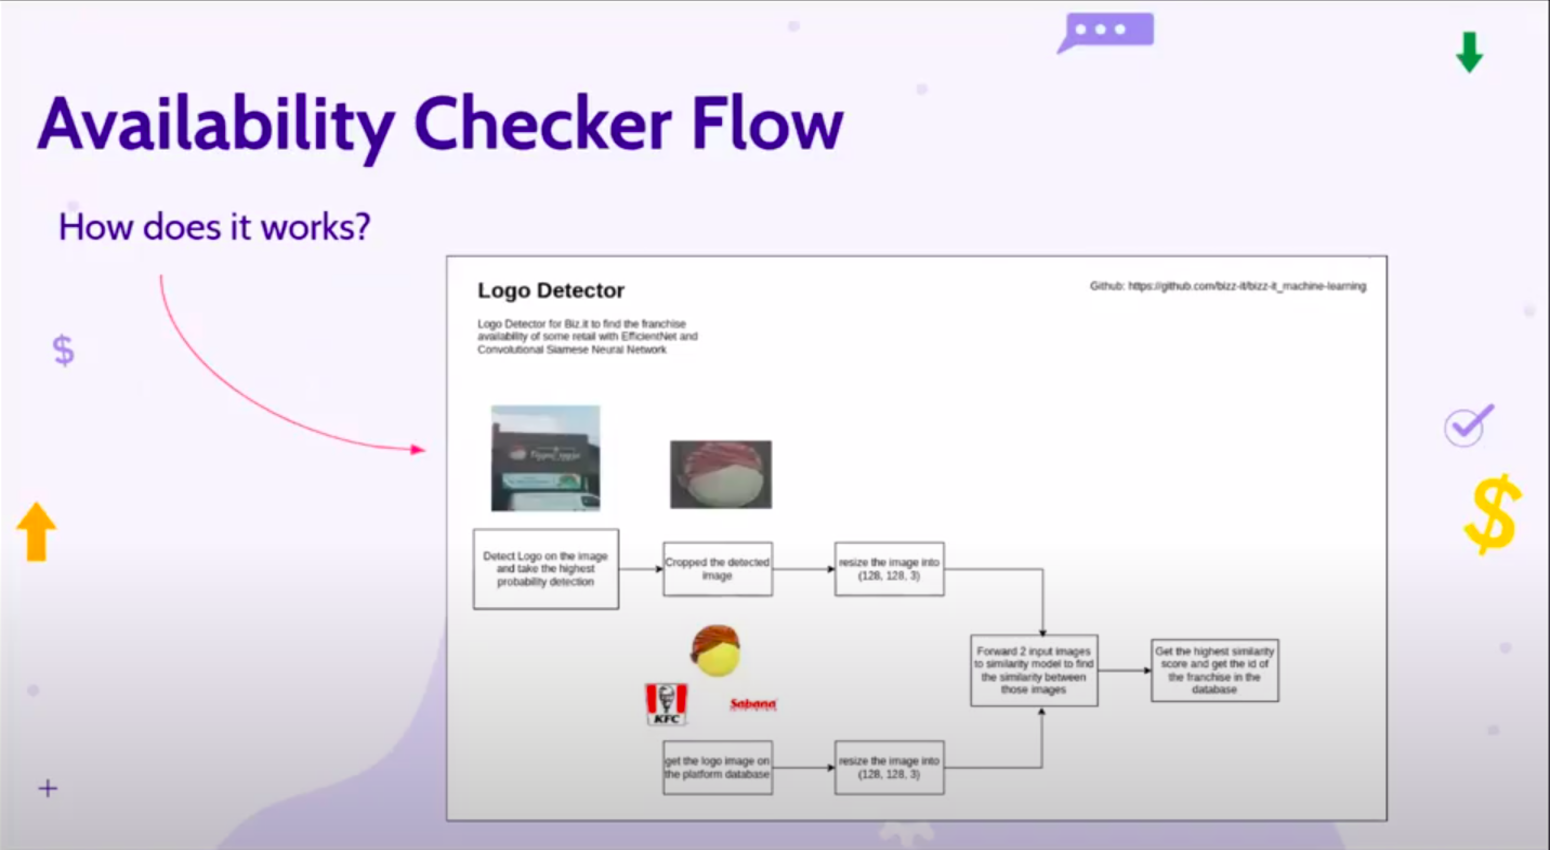 Availability Checker Flow
How does it works?
Logo Detector
Github: https://github.com/bizz-it/bizz-it_machine-learning
Logo Detector for Biz.it to find the franchise
availability of some retail with EfficientNet and
Convolutional Siamese Neural Network
Detect Logo on the image
and take the highest
probability detection
Cropped the detected
image
resize the image into
(128, 128, 3)
KFC
Sabana
Forward 2 input images
to similarity model to find
the similarity between
those images
Get the highest similarity
score and get the id of
the franchise in the
database
get the logo image on
the platform database
resize the image into
(128, 128, 3)